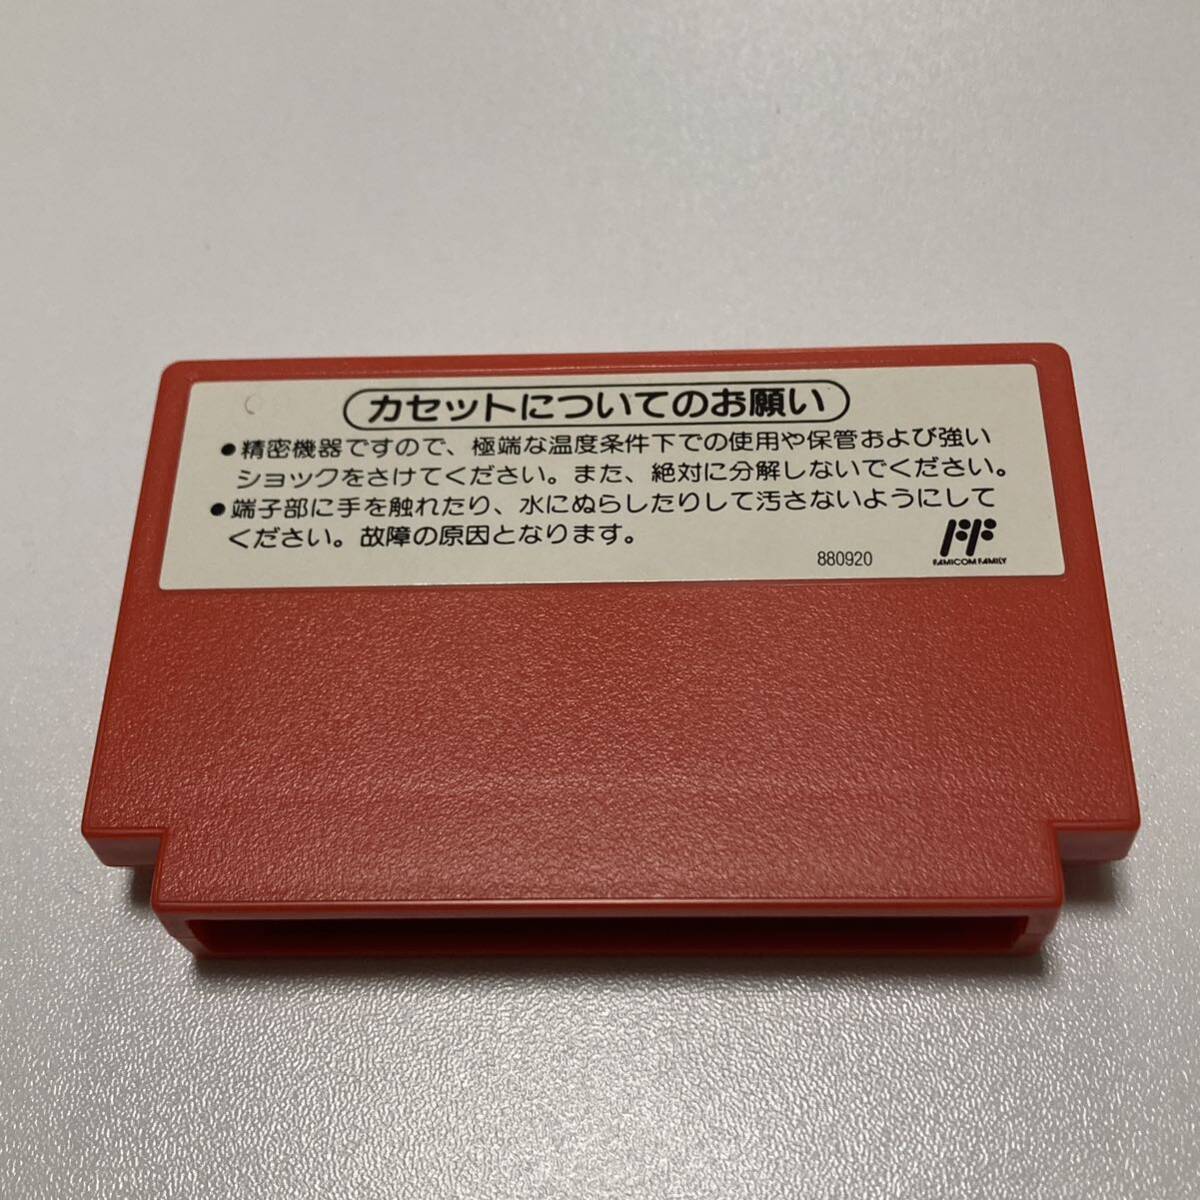 カセットについてのお願い
●精密機器ですので、極端な温度条件下での使用や保管および強い
ショックをさけてください。また、絶対に分解しないでください。
●端子部に手を触れたり、水にぬらしたりして汚さないようにして
ください。故障の原因となります。
880920
FF
FAMICOM FAMILY